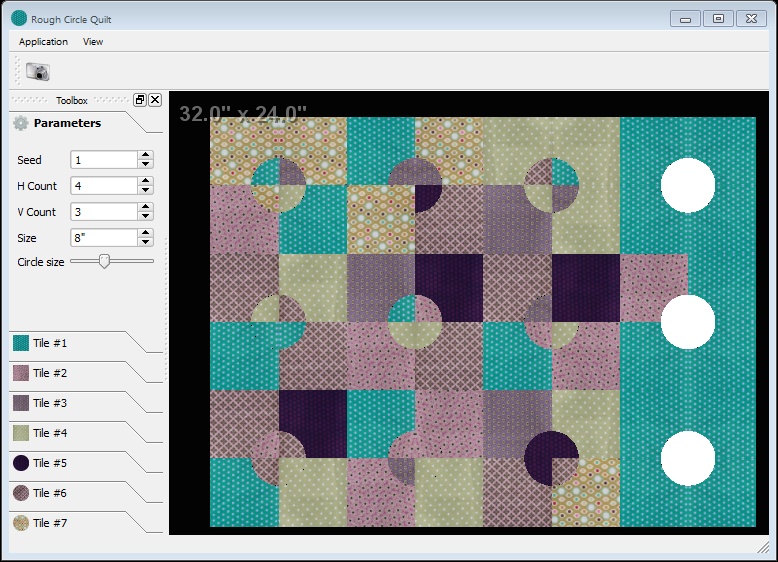 Rough Circle Quilt
Application View
Toolbox
Parameters
Seed 1
H Count 4
V Count 3
Size 8"
Circle size
Tile #1
Tile #2
Tile #3
Tile #4
Tile #5
Tile #6
Tile #7
32.0" x 24.0"